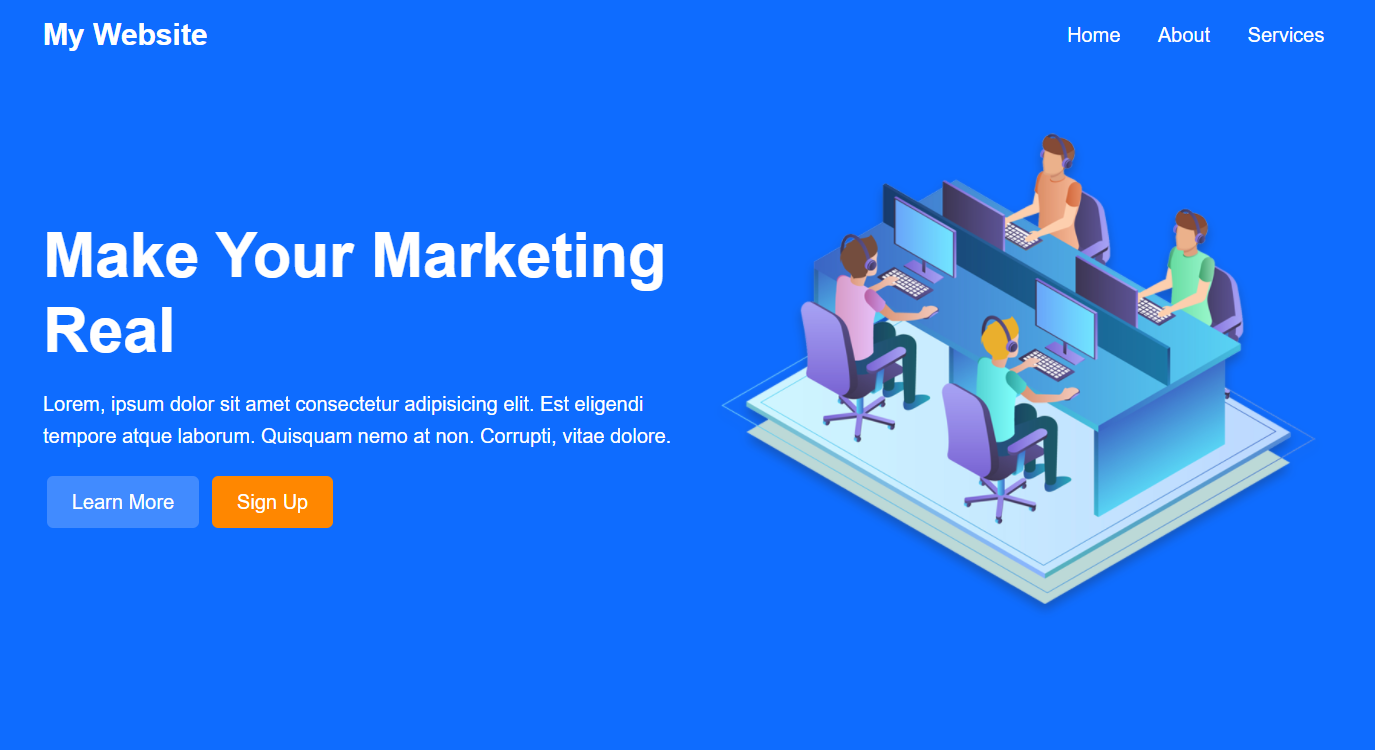 My Website
Home About Services
Make Your Marketing
Real
Lorem, ipsum dolor sit amet consectetur adipisicing elit. Est eligendi
tempore atque laborum. Quisquam nemo at non. Corrupti, vitae dolore.
Learn More Sign Up